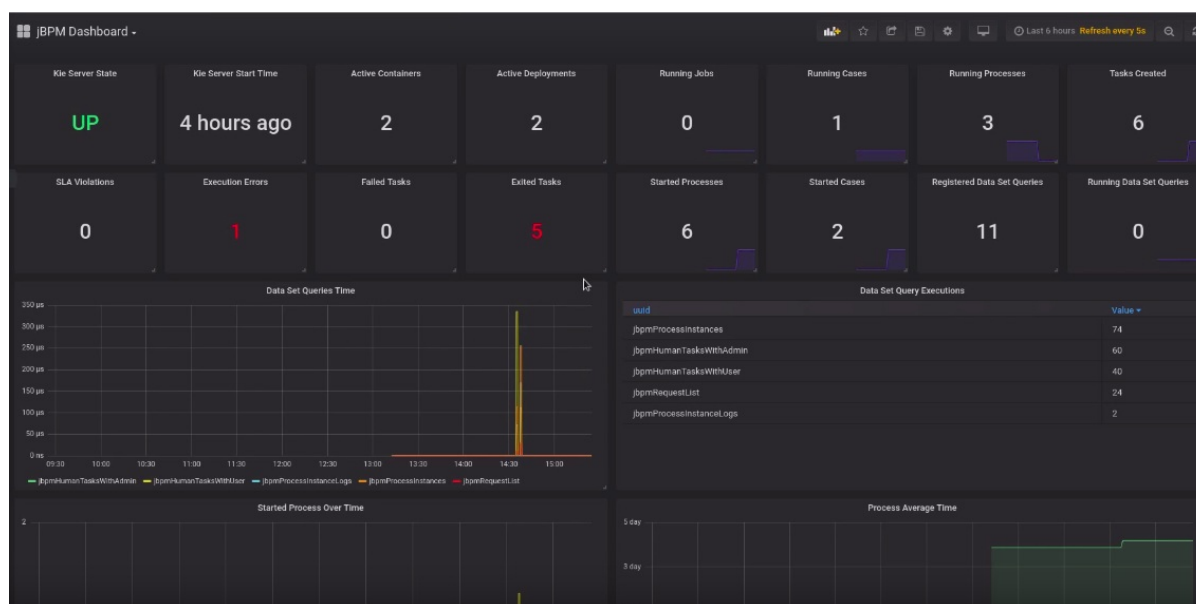 jBPM Dashboard
Last 6 hours Refresh every 5s
Kie Server State
UP
Kie Server Start Time
4 hours ago
Active Containers
2
Active Deployments
2
Running Jobs
0
Running Cases
1
Running Processes
3
Tasks Created
6
SLA Violations
0
Execution Errors
1
Failed Tasks
0
Exited Tasks
5
Started Processes
6
Started Cases
2
Registered Data Set Queries
11
Running Data Set Queries
0
Data Set Queries Time
350 µs
300 µs
250 µs
200 µs
150 µs
100 µs
50 µs
0 ms
09:30 10:00 10:30 11:00 11:30 12:00 12:30 13:00 13:30 14:00 14:30 15:00
jbpmHumanTasksWithAdmin jbpmHumanTasksWithUser jbpmProcessInstanceLogs jbpmProcessInstances jbpmRequestList
Data Set Query Executions
uuid Value
jbpmProcessInstances 74
jbpmHumanTasksWithAdmin 60
jbpmHumanTasksWithUser 40
jbpmRequestList 24
jbpmProcessInstanceLogs 2
Started Process Over Time
2
Process Average Time
5 day
3 day